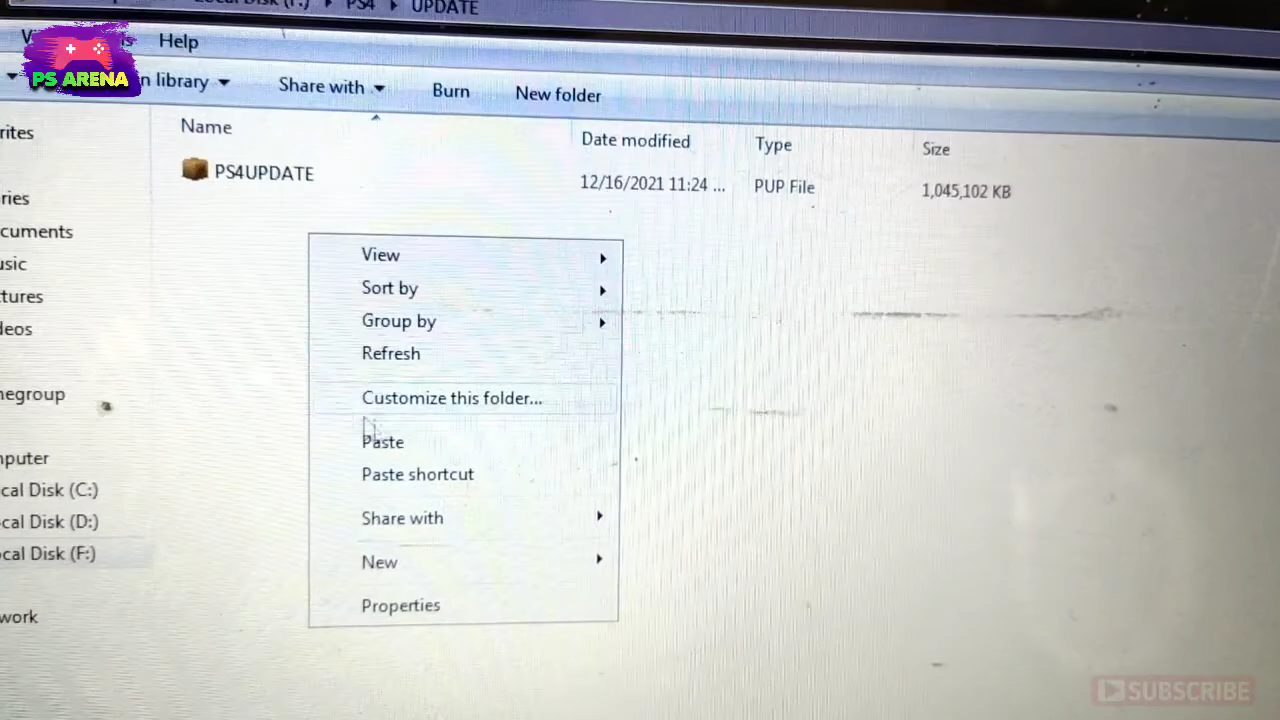 PS4 UPDATE
Help
PS ARENA
library Share with Burn New folder
Name Date modified Type Size
PS4UPDATE 12/16/2021 11:24 ... PUP File 1,045,102 KB
rites
ries
cuments
usic
tures
deos
negroup
nputer
cal Disk (C:)
cal Disk (D:)
ocal Disk (F:)
work
View
Sort by
Group by
Refresh
Customize this folder...
Paste
Paste shortcut
Share with
New
Properties
SUBSCRIBE